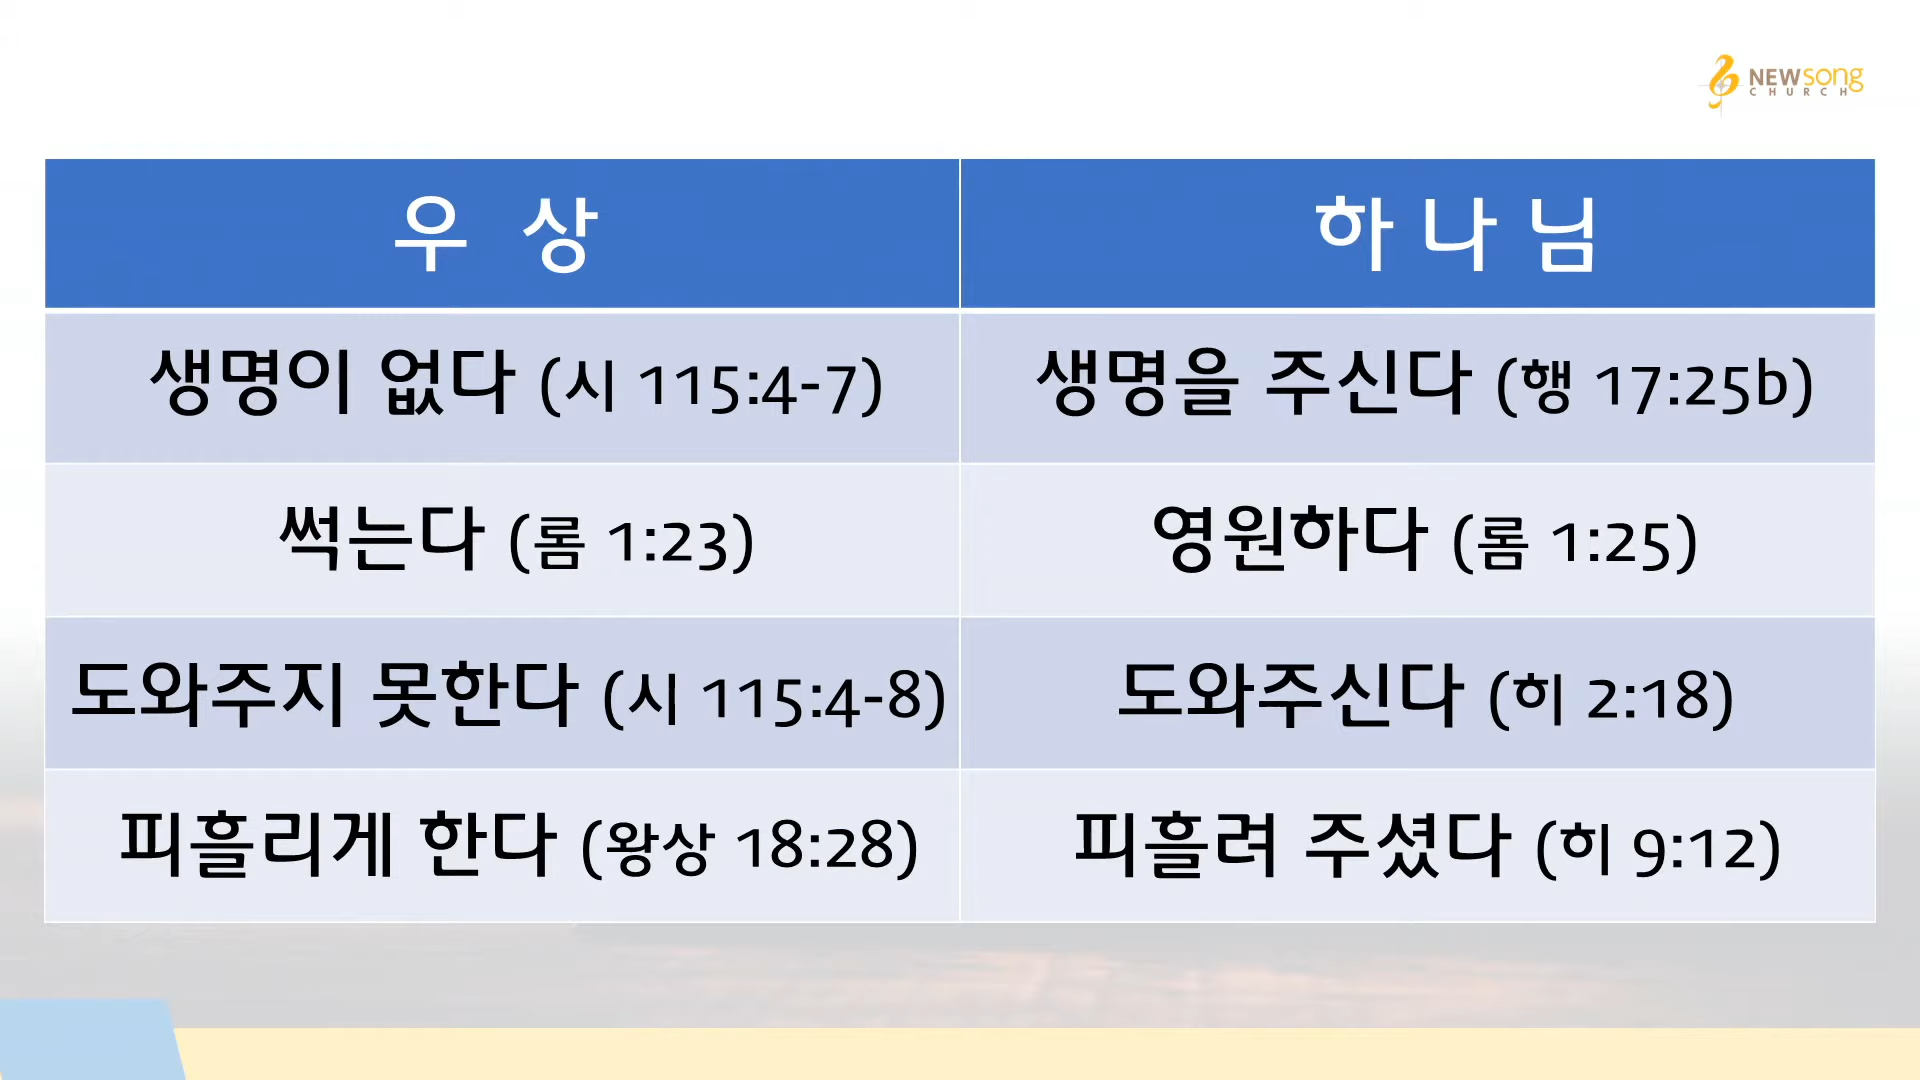 NEWsong
CHURCH
우 상
하 나 님
생명이 없다 (시 115:4-7)
생명을 주신다 (행 17:25b)
썩는다 (롬 1:23)
영원하다 (롬 1:25)
도와주지 못한다 (시 115:4-8)
도와주신다 (히 2:18)
피흘리게 한다 (왕상 18:28)
피흘려 주셨다 (히 9:12)